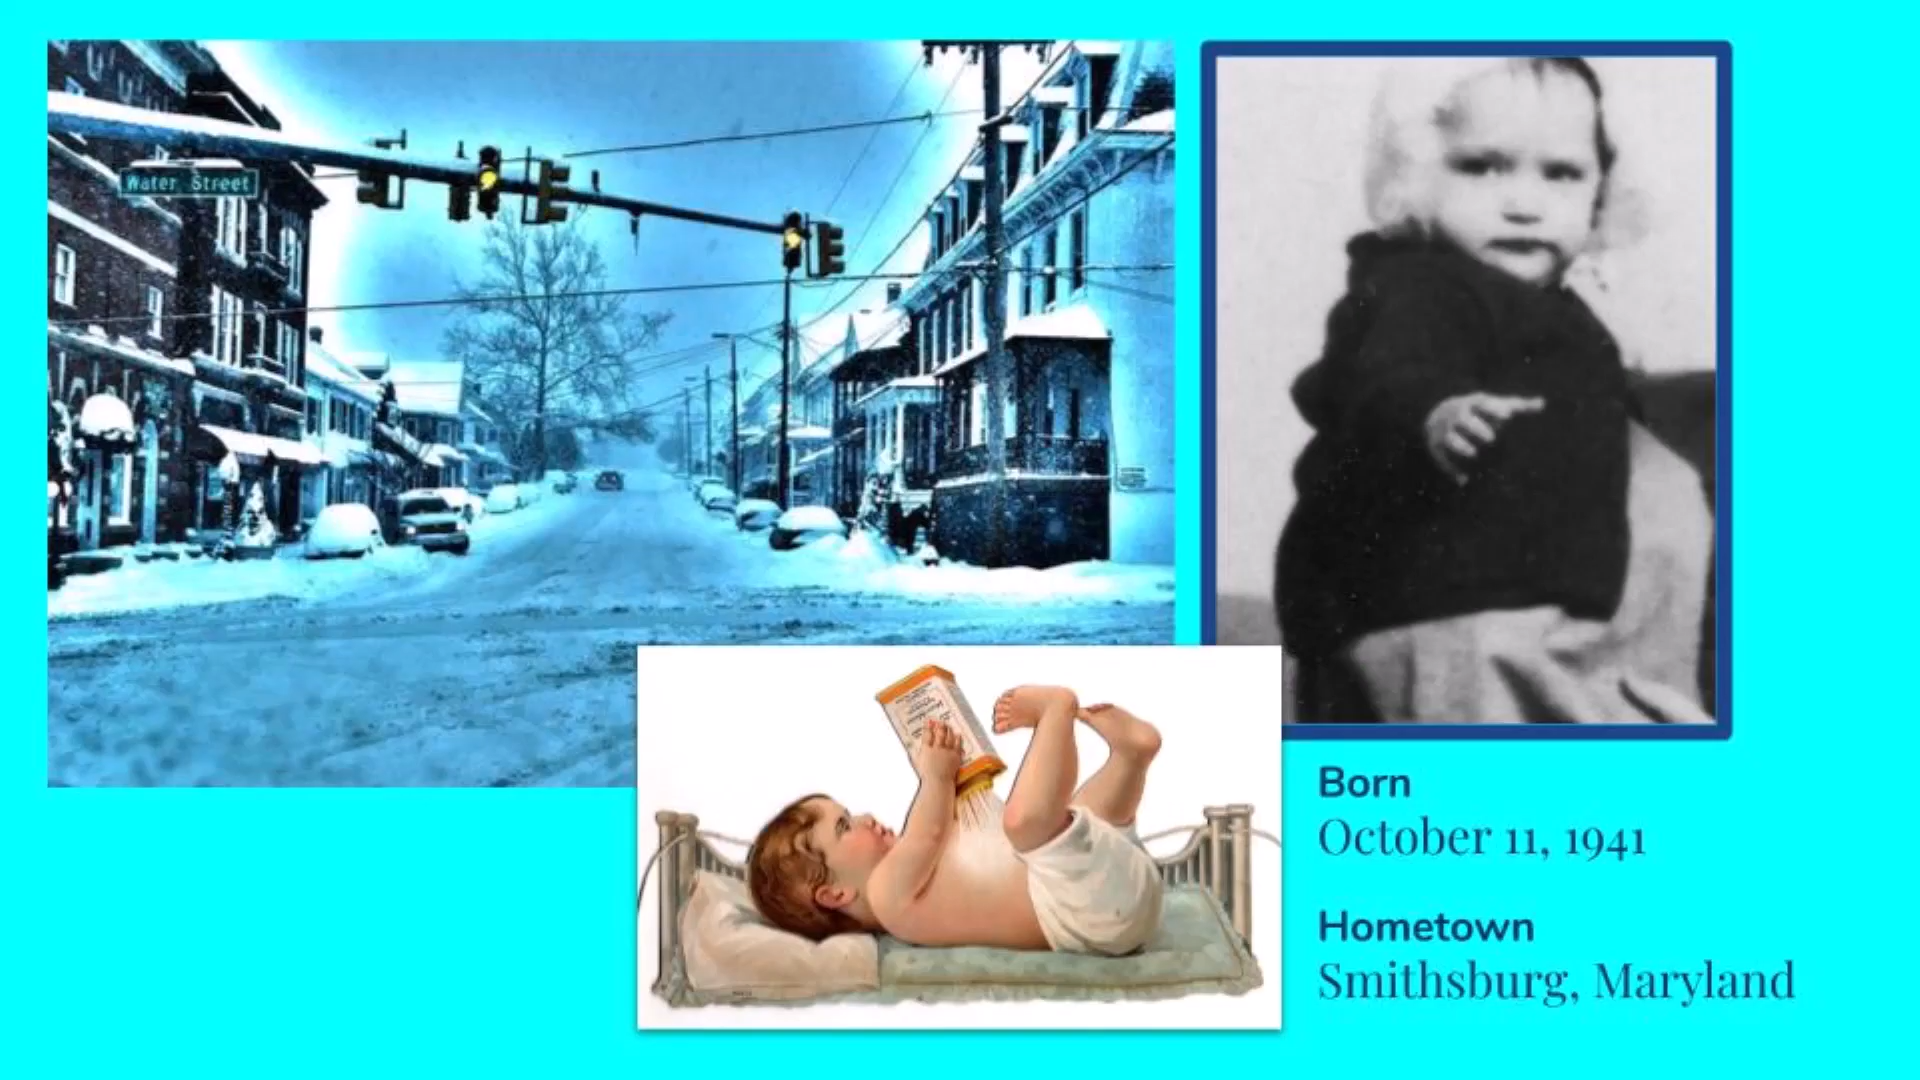 Water Street
Born
October 11, 1941
Hometown
Smithsburg, Maryland